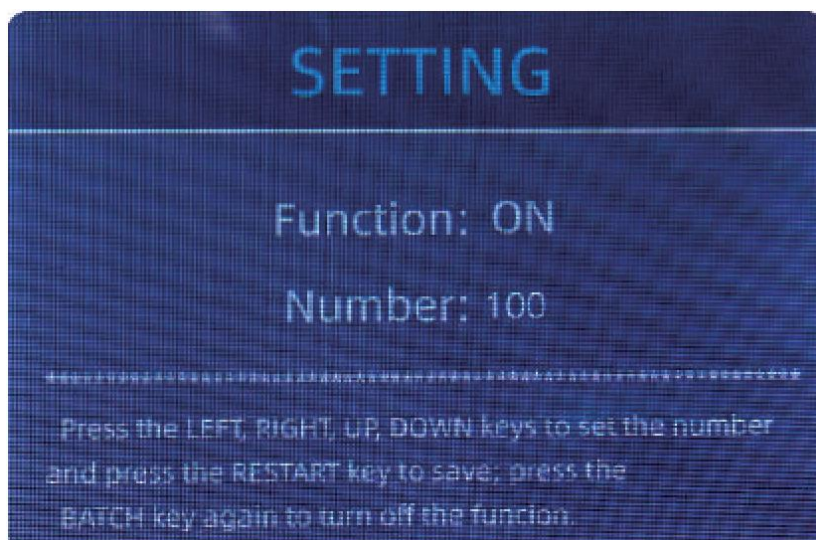 SETTING
Function: ON
Number: 100
Press the LEFT, RIGHT, UP, DOWN keys to set the number
and press the RESTART key to save; press the
BATCH key again to turn off the funcion.